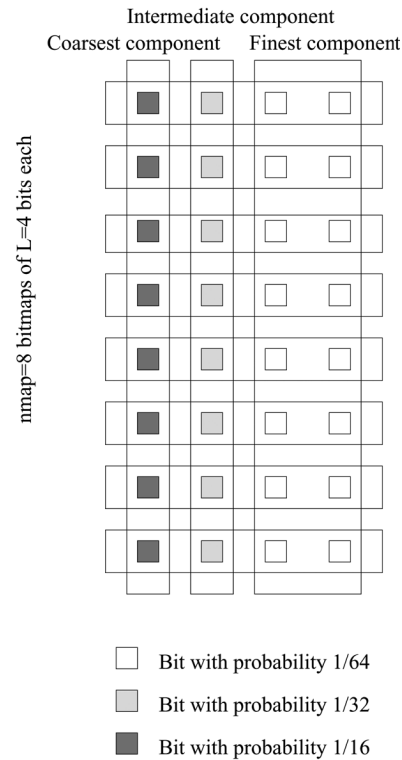 Intermediate component
Coarsest component
Finest component
nmap=8 bitmaps of L=4 bits each
Bit with probability 1/64
Bit with probability 1/32
Bit with probability 1/16